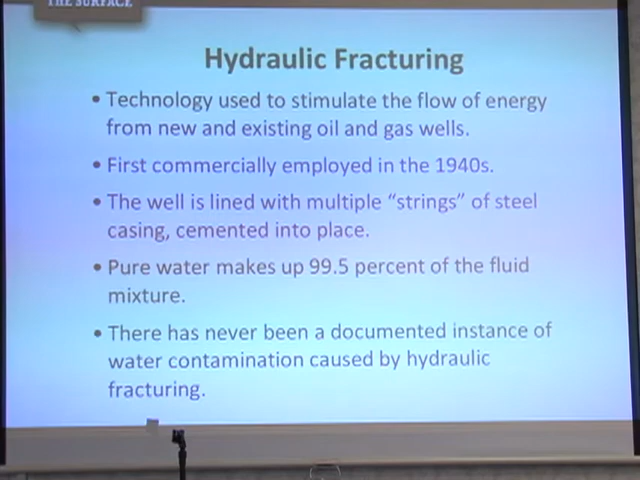 THE SURFACE
Hydraulic Fracturing
• Technology used to stimulate the flow of energy
from new and existing oil and gas wells.
• First commercially employed in the 1940s.
• The well is lined with multiple “strings” of steel
casing, cemented into place.
• Pure water makes up 99.5 percent of the fluid
mixture.
• There has never been a documented instance of
water contamination caused by hydraulic
fracturing.